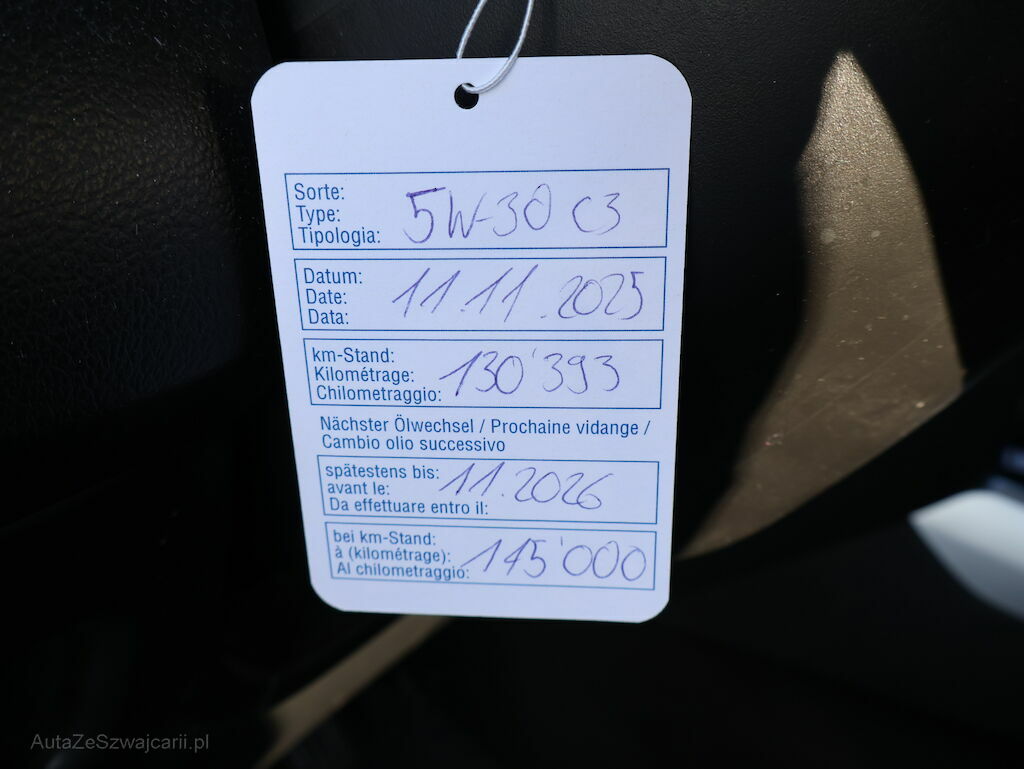 Sorte:
Type:
Tipologia:
5W-30 C3
Datum:
Date:
Data:
11.11.2025
km-Stand:
Kilométrage:
Chilometraggio:
130'393
Nächster Ölwechsel / Prochaine vidange /
Cambio olio successivo
spätestens bis:
avant le:
Da effettuare entro il:
11.2026
bei km-Stand:
à (kilométrage):
Al chilometraggio:
145'000
AutaZeSzwajcarii.pl